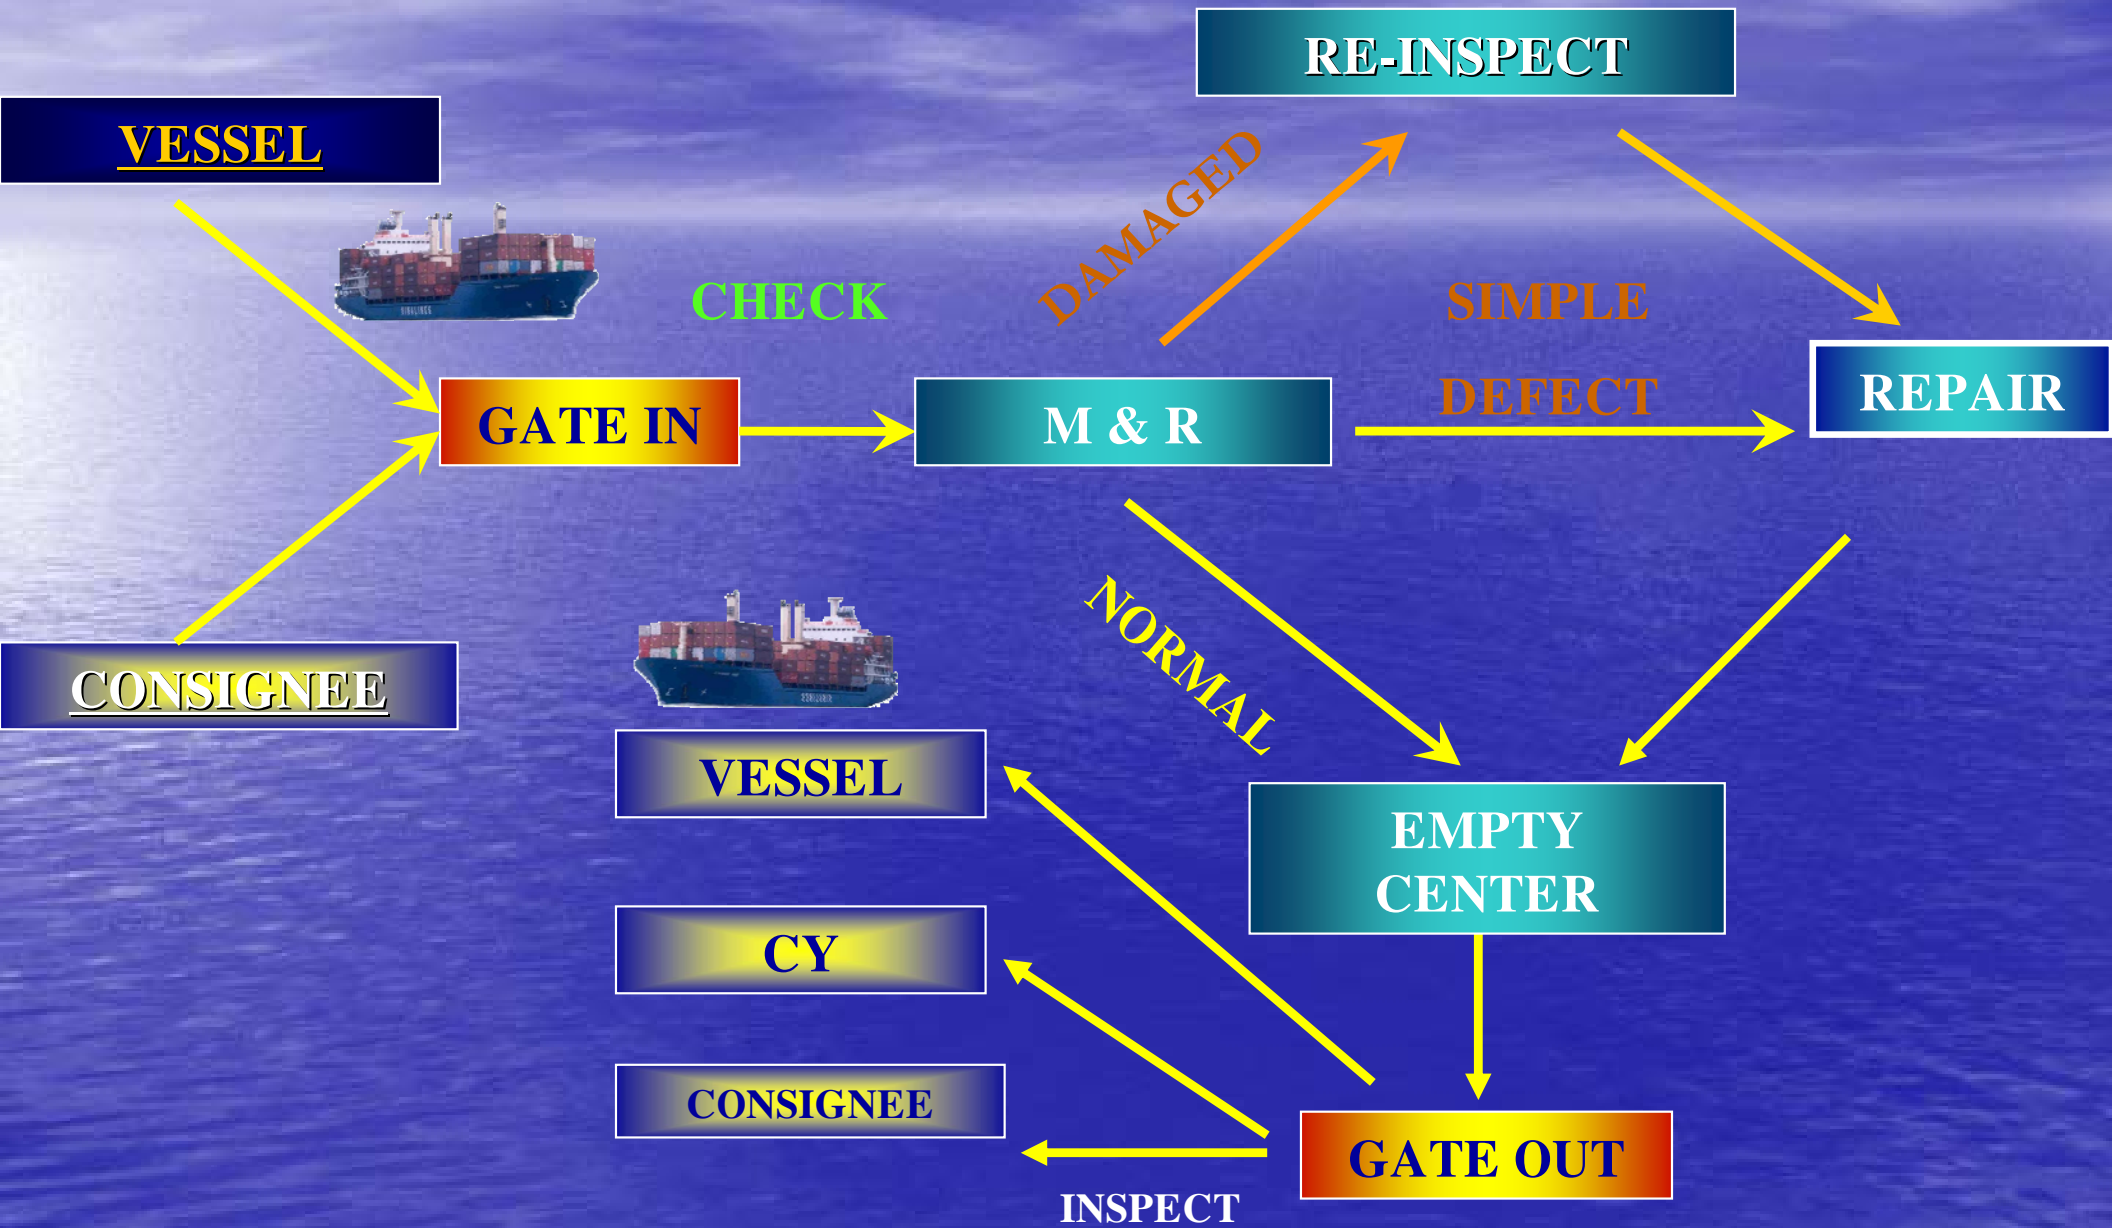 RE-INSPECT
VESSEL
DAMAGED
CHECK
SIMPLE
DEFECT
GATE IN
M & R
REPAIR
NORMAL
CONSIGNEE
VESSEL
EMPTY
CENTER
CY
CONSIGNEE
GATE OUT
INSPECT